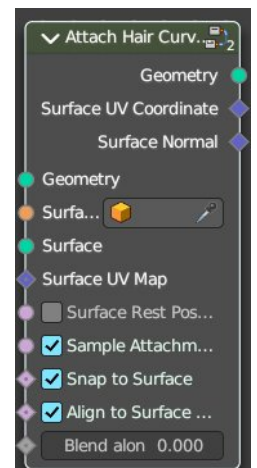 Attach Hair Curv..
2
Geometry
Surface UV Coordinate
Surface Normal
Geometry
Surfa...
Surface
Surface UV Map
Surface Rest Pos...
Sample Attachm...
Snap to Surface
Align to Surface ...
Blend alon 0.000